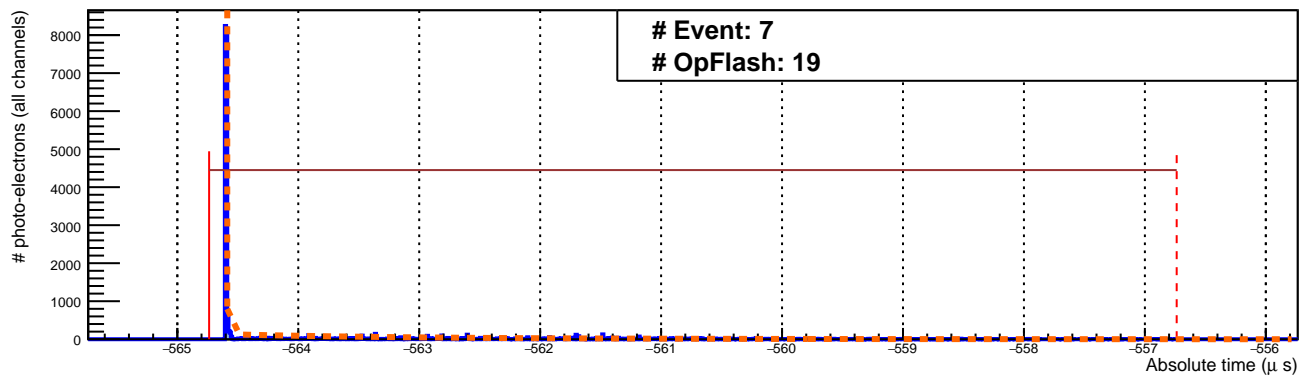 # Event: 7
# OpFlash: 19
# photo-electrons (all channels)
8000
7000
6000
5000
4000
3000
2000
1000
0
−565 −564 −563 −562 −561 −560 −559 −558 −557 −556
Absolute time (μ s)